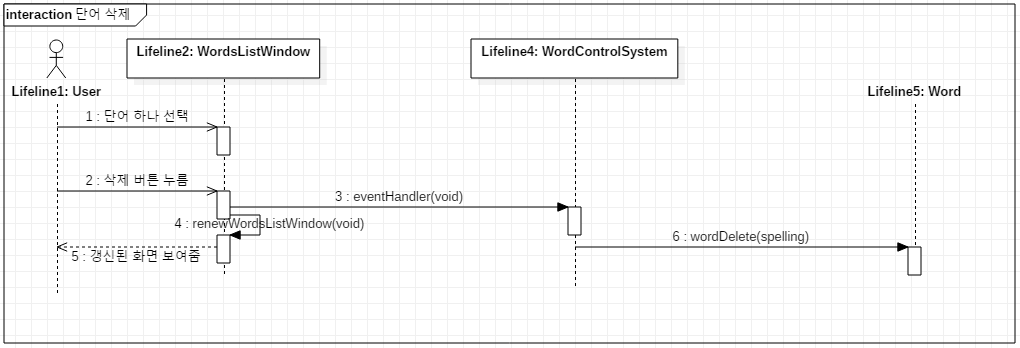 interaction 단어 삭제
Lifeline2: WordsListWindow
Lifeline4: WordControlSystem
Lifeline1: User
Lifeline5: Word
1 : 단어 하나 선택
2 : 삭제 버튼 누름
3 : eventHandler(void)
4 : renewWordsListWindow(void)
6 : wordDelete(spelling)
5 : 갱신된 화면 보여줌